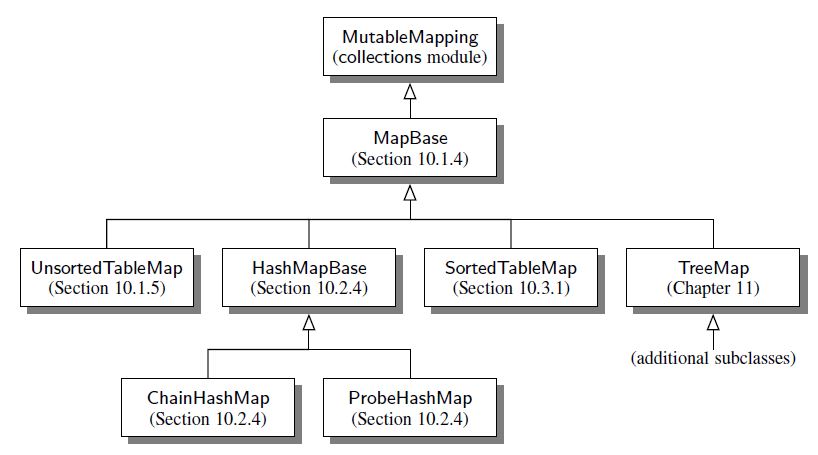 MutableMapping
(collections module)
MapBase
(Section 10.1.4)
UnsortedTableMap
(Section 10.1.5)
HashMapBase
(Section 10.2.4)
SortedTableMap
(Section 10.3.1)
TreeMap
(Chapter 11)
(additional subclasses)
ChainHashMap
(Section 10.2.4)
ProbeHashMap
(Section 10.2.4)